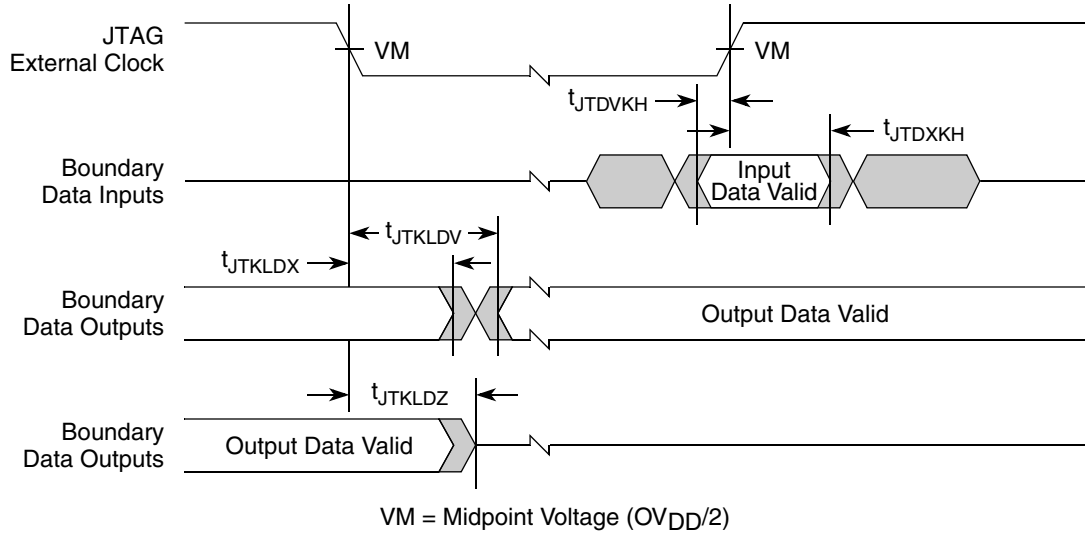 JTAG
External Clock
VM
VM
tJTDVKH
tJTDXKH
Boundary
Data Inputs
Input
Data Valid
tJTKLDV
tJTKLDX
Boundary
Data Outputs
Output Data Valid
tJTKLDZ
Boundary
Data Outputs
Output Data Valid
VM = Midpoint Voltage (OVDD/2)